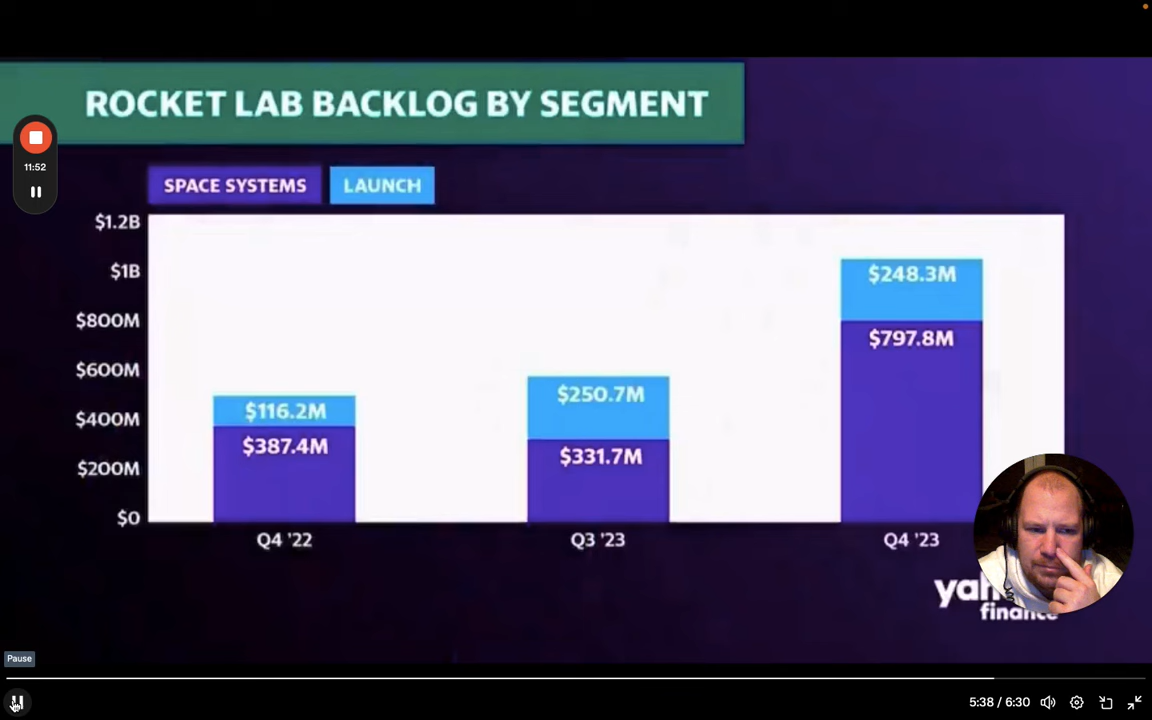 ROCKET LAB BACKLOG BY SEGMENT
11:52
SPACE SYSTEMS LAUNCH
$1.2B
$1B
$800M
$600M
$400M
$200M
$0
$116.2M
$387.4M
$250.7M
$331.7M
$248.3M
$797.8M
Q4 '22 Q3 '23 Q4 '23
finance
Pause
5:38 / 6:30